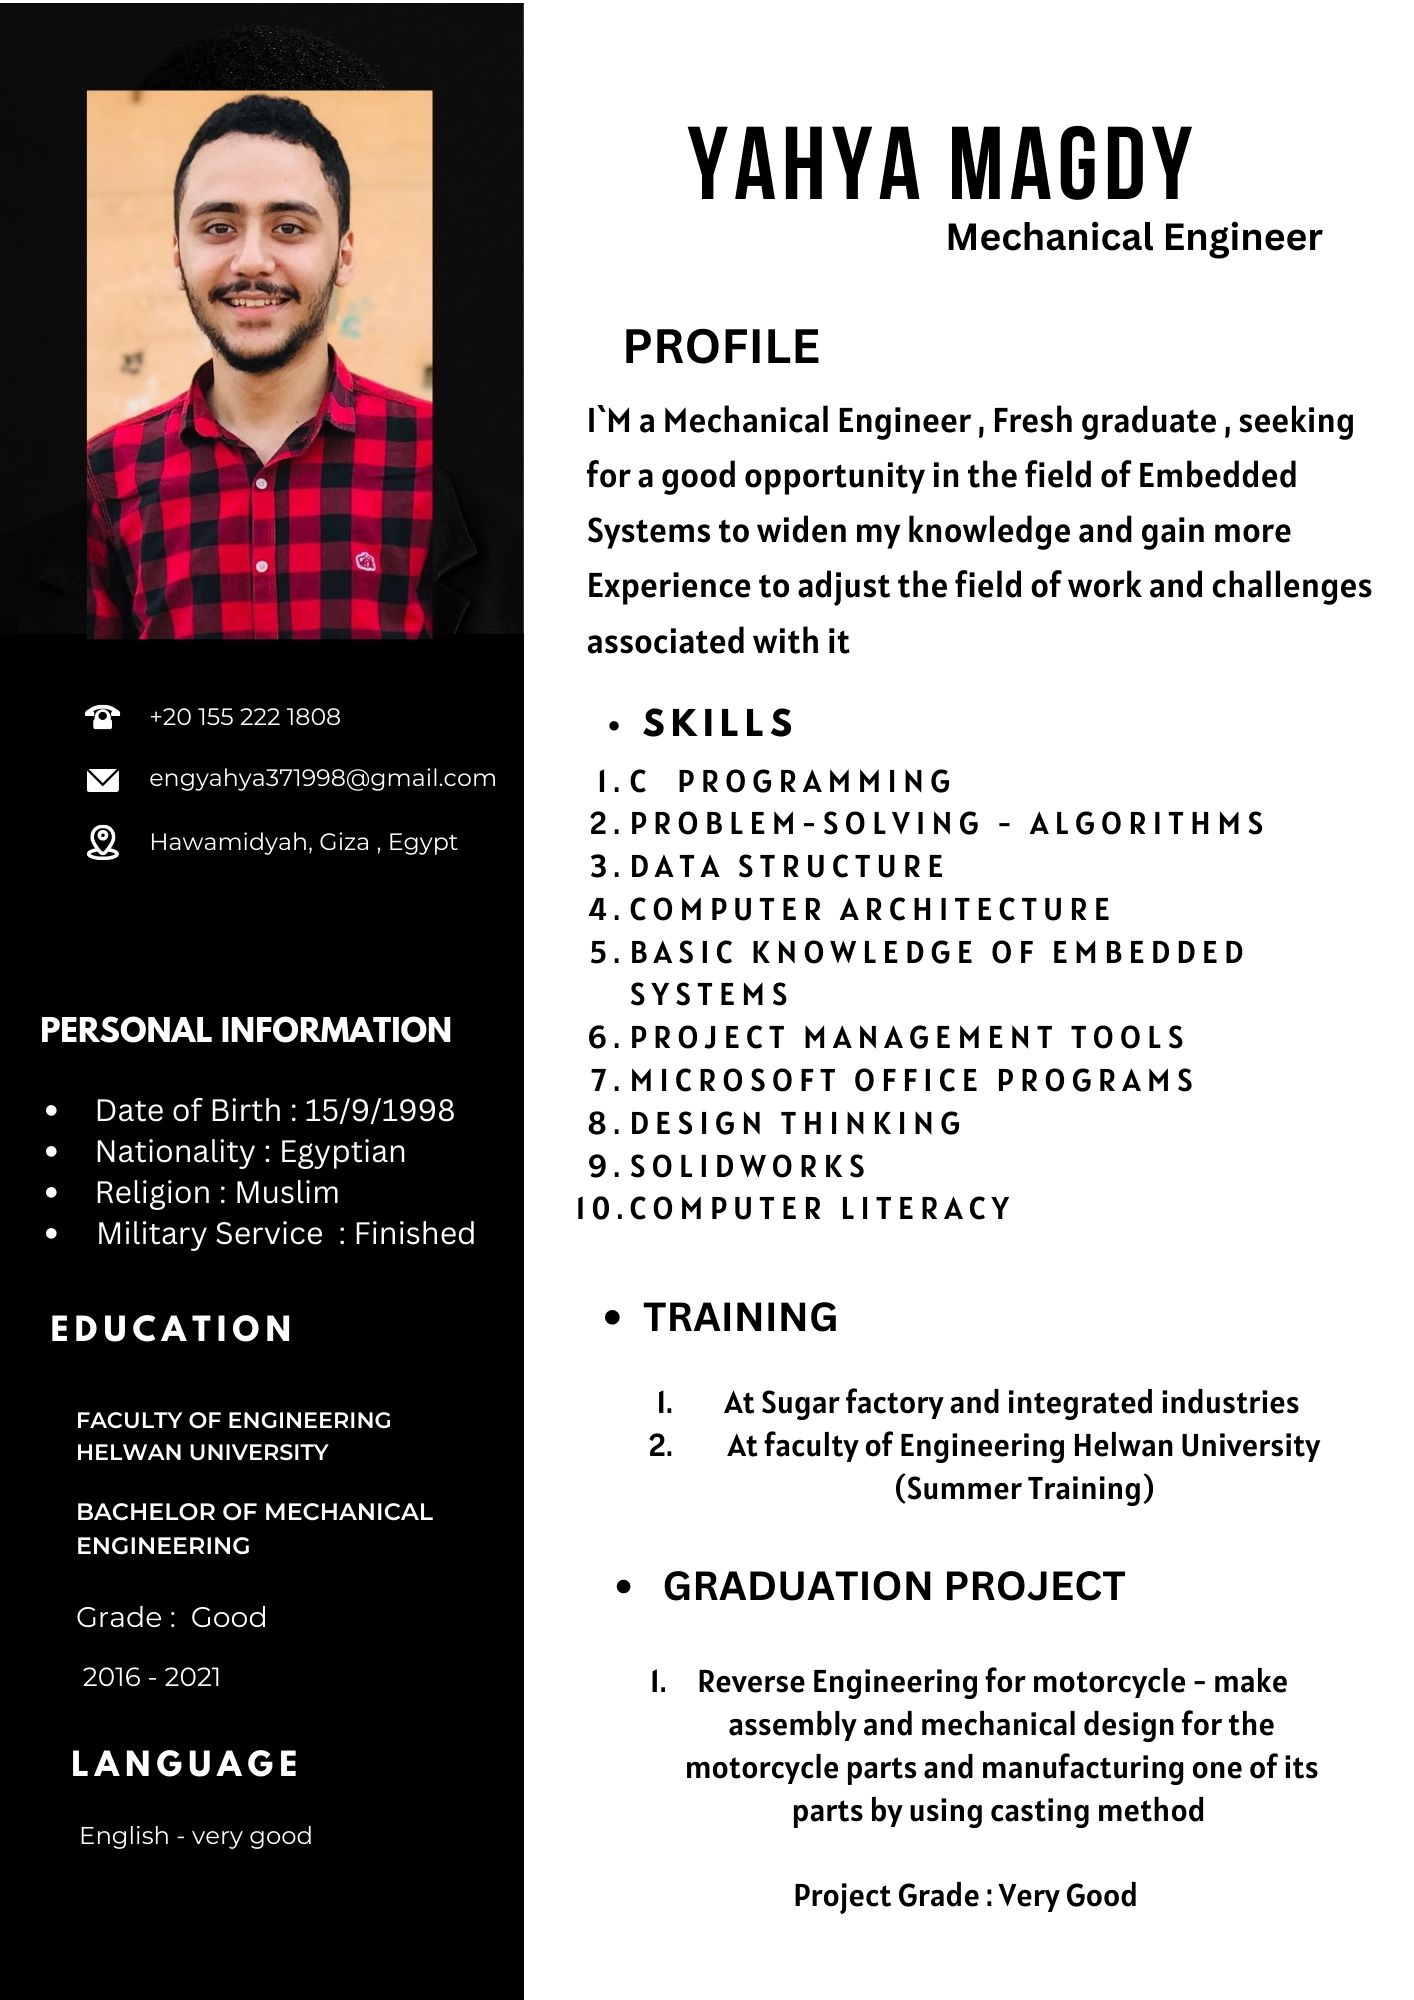 YAHYA MAGDY
Mechanical Engineer
PROFILE
I`M a Mechanical Engineer , Fresh graduate , seeking
for a good opportunity in the field of Embedded
Systems to widen my knowledge and gain more
Experience to adjust the field of work and challenges
associated with it
• SKILLS
1. C PROGRAMMING
2. PROBLEM-SOLVING - ALGORITHMS
3. DATA STRUCTURE
4. COMPUTER ARCHITECTURE
5. BASIC KNOWLEDGE OF EMBEDDED
SYSTEMS
6. PROJECT MANAGEMENT TOOLS
7. MICROSOFT OFFICE PROGRAMS
8. DESIGN THINKING
9. SOLIDWORKS
10. COMPUTER LITERACY
• TRAINING
1. At Sugar factory and integrated industries
2. At faculty of Engineering Helwan University
(Summer Training)
• GRADUATION PROJECT
1. Reverse Engineering for motorcycle - make
assembly and mechanical design for the
motorcycle parts and manufacturing one of its
parts by using casting method
Project Grade : Very Good
+20 155 222 1808
engyahya371998@gmail.com
Hawamidyah, Giza , Egypt
PERSONAL INFORMATION
• Date of Birth : 15/9/1998
• Nationality : Egyptian
• Religion : Muslim
• Military Service : Finished
EDUCATION
FACULTY OF ENGINEERING
HELWAN UNIVERSITY
BACHELOR OF MECHANICAL
ENGINEERING
Grade : Good
2016 - 2021
LANGUAGE
English - very good